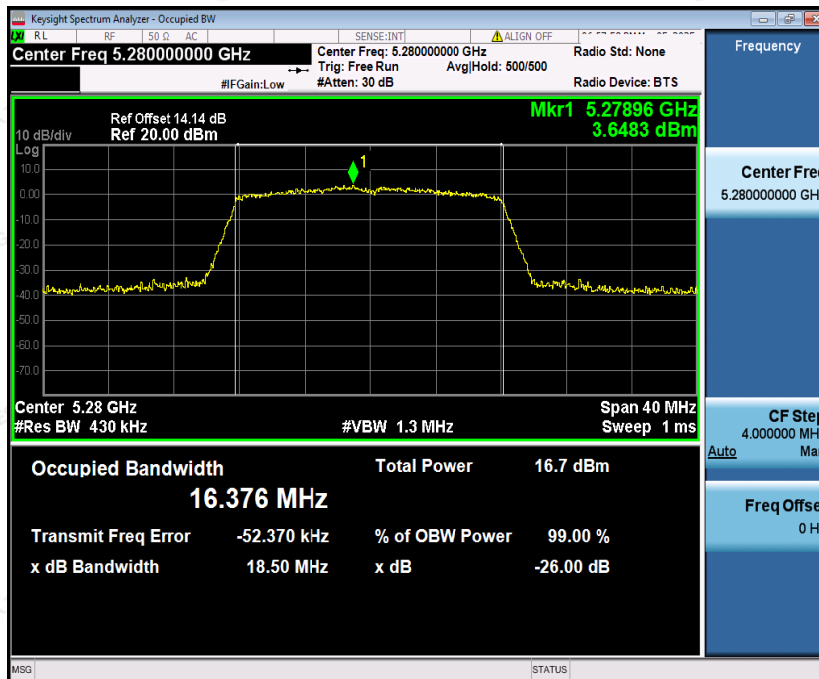 Keysight Spectrum Analyzer - Occupied BW
LXI RL RF 50 Ω AC SENSE:INT ALIGN OFF
Center Freq 5.280000000 GHz
Center Freq: 5.280000000 GHz Radio Std: None
Trig: Free Run Avg|Hold: 500/500
#IFGain:Low #Atten: 30 dB Radio Device: BTS
Mkr1 5.27896 GHz
3.6483 dBm
Ref Offset 14.14 dB
10 dB/div Ref 20.00 dBm
Log
1
10.0
0.00
-10.0
-20.0
-30.0
-40.0
-50.0
-60.0
-70.0
Center 5.28 GHz Span 40 MHz
#Res BW 430 kHz #VBW 1.3 MHz Sweep 1 ms
Occupied Bandwidth Total Power 16.7 dBm
16.376 MHz
Transmit Freq Error -52.370 kHz % of OBW Power 99.00 %
x dB Bandwidth 18.50 MHz x dB -26.00 dB
MSG STATUS
Frequency
Center Fre
5.280000000 GH
CF Step
4.000000 MH
Auto Ma
Freq Offse
0 H